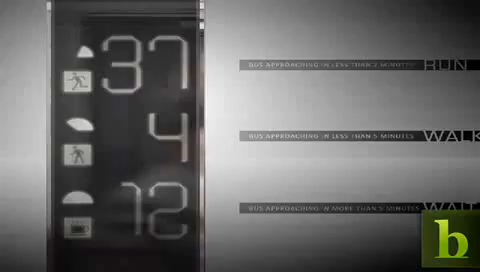 37
BUS APPROACHING IN LESS THAN 2 MINUTES RUN
4
BUS APPROACHING IN LESS THAN 5 MINUTES WALK
12
BUS APPROACHING IN MORE THAN 5 MINUTES WAIT
b